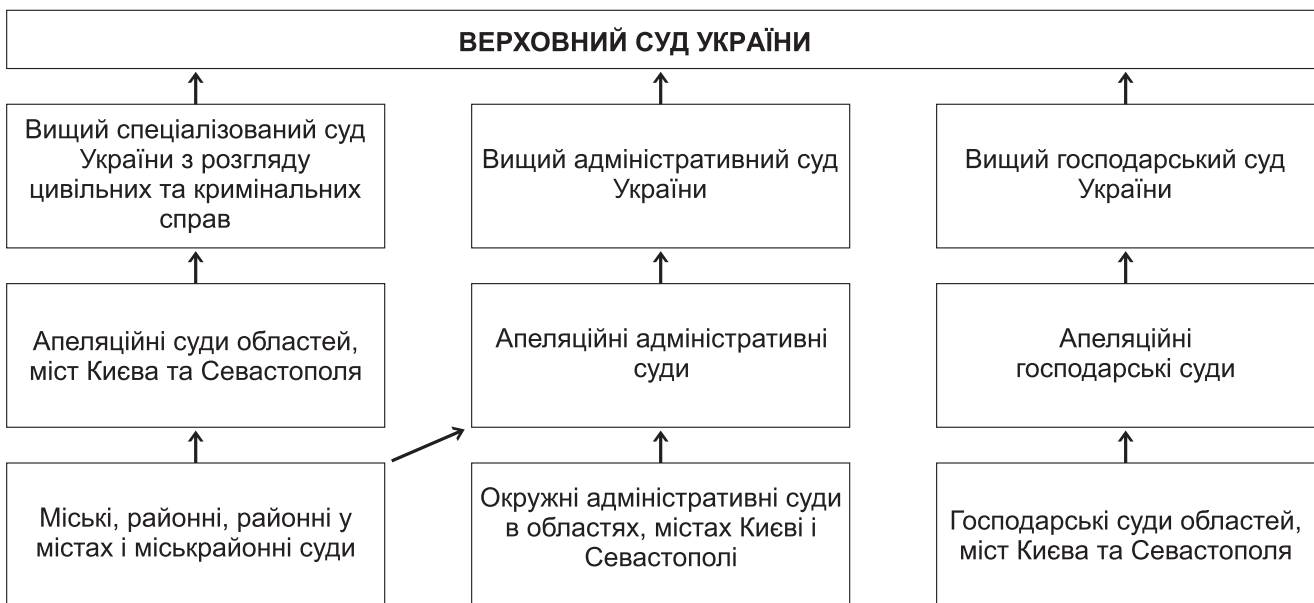 ВЕРХОВНИЙ СУД УКРАЇНИ
Вищий спеціалізований суд
України з розгляду
цивільних та кримінальних
справ
Вищий адміністративний суд
України
Вищий господарський суд
України
Апеляційні суди областей,
міст Києва та Севастополя
Апеляційні адміністративні
суди
Апеляційні
господарські суди
Міські, районні, районні у
містах і міськрайонні суди
Окружні адміністративні суди
в областях, містах Києві і
Севастополі
Господарські суди областей,
міст Києва та Севастополя